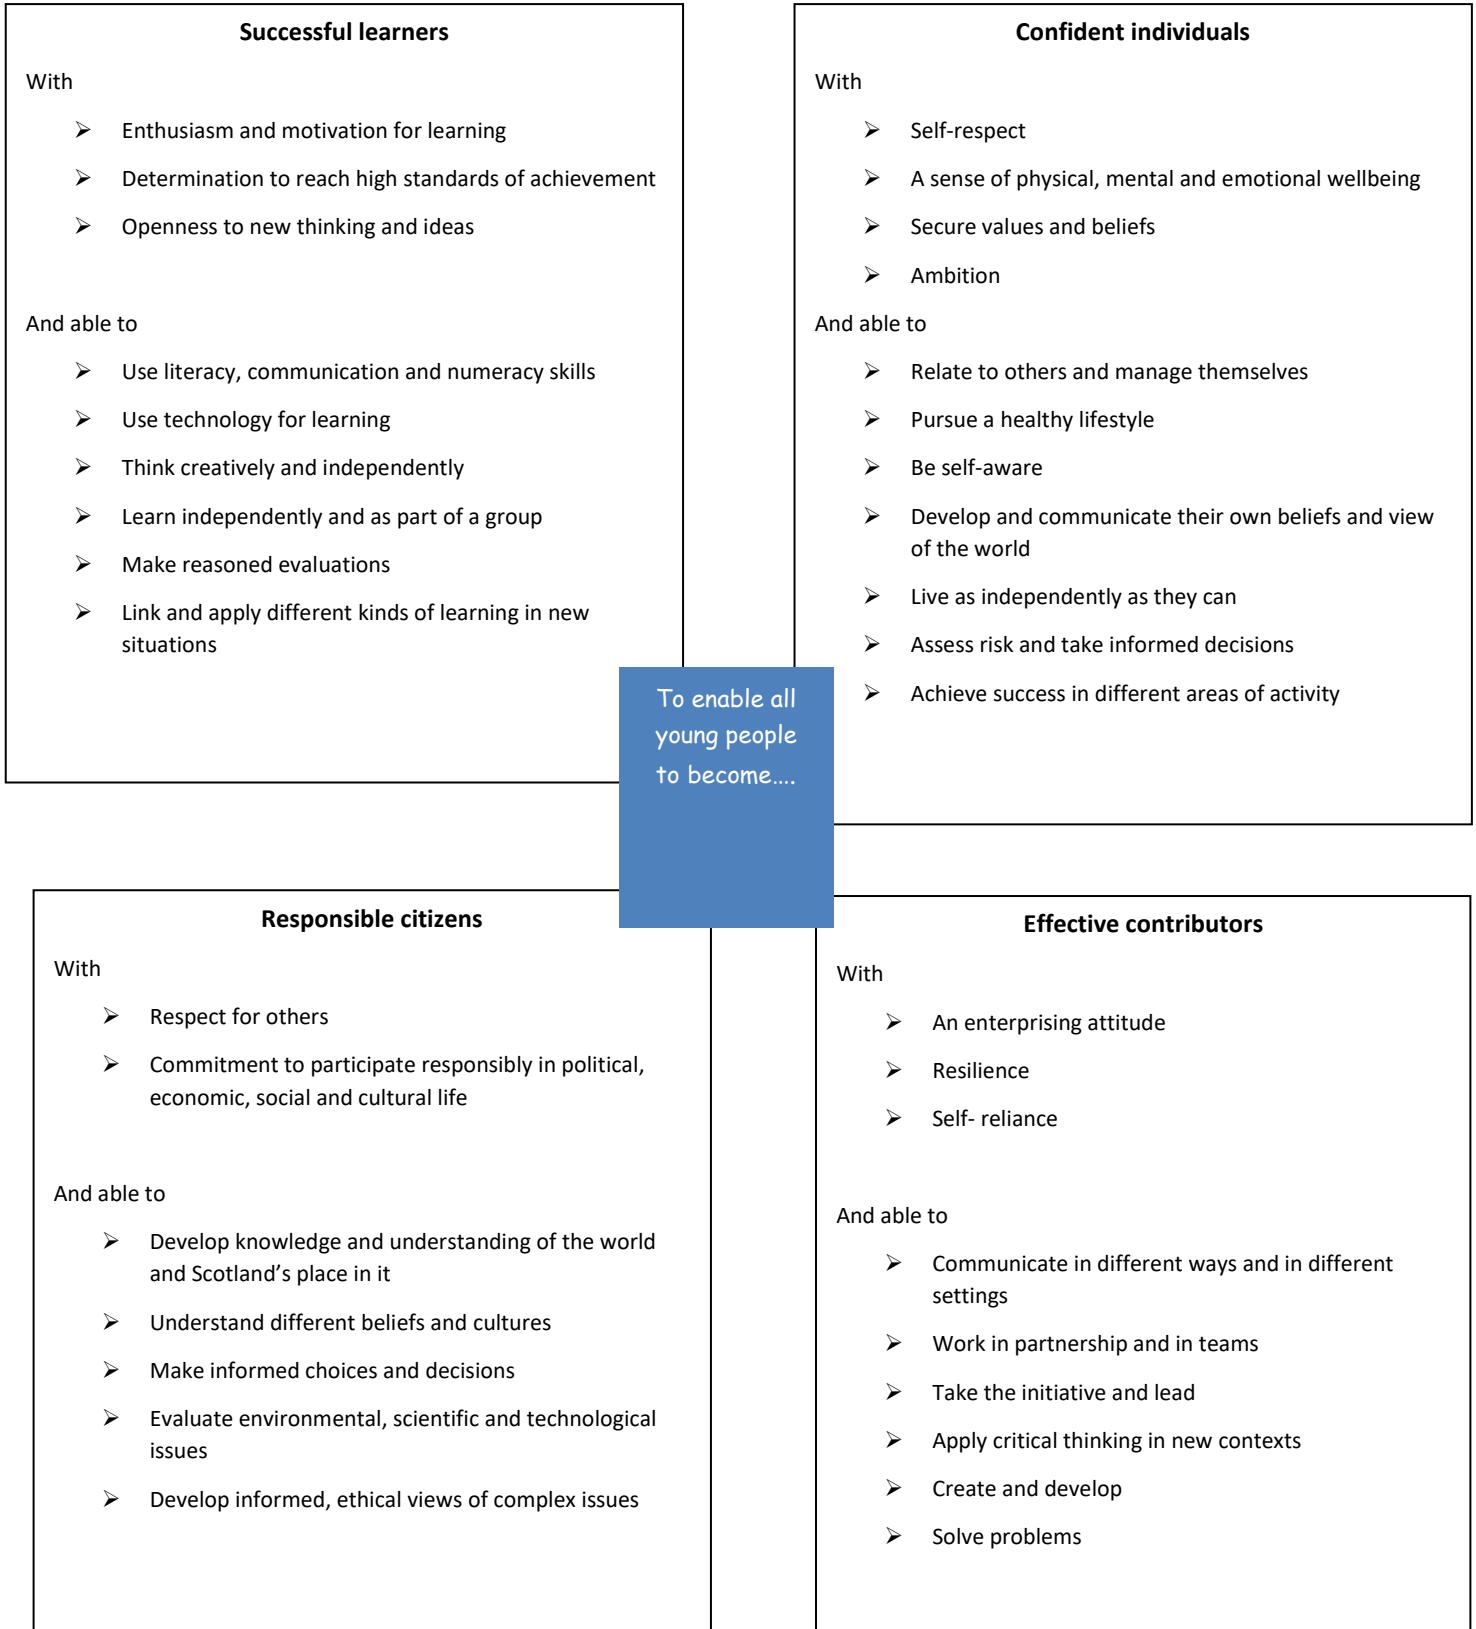 Successful learners
With
➢ Enthusiasm and motivation for learning
➢ Determination to reach high standards of achievement
➢ Openness to new thinking and ideas
And able to
➢ Use literacy, communication and numeracy skills
➢ Use technology for learning
➢ Think creatively and independently
➢ Learn independently and as part of a group
➢ Make reasoned evaluations
➢ Link and apply different kinds of learning in new
situations
Confident individuals
With
➢ Self-respect
➢ A sense of physical, mental and emotional wellbeing
➢ Secure values and beliefs
➢ Ambition
And able to
➢ Relate to others and manage themselves
➢ Pursue a healthy lifestyle
➢ Be self-aware
➢ Develop and communicate their own beliefs and view
of the world
➢ Live as independently as they can
➢ Assess risk and take informed decisions
➢ Achieve success in different areas of activity
To enable all
young people
to become….
Responsible citizens
With
➢ Respect for others
➢ Commitment to participate responsibly in political,
economic, social and cultural life
And able to
➢ Develop knowledge and understanding of the world
and Scotland’s place in it
➢ Understand different beliefs and cultures
➢ Make informed choices and decisions
➢ Evaluate environmental, scientific and technological
issues
➢ Develop informed, ethical views of complex issues
Effective contributors
With
➢ An enterprising attitude
➢ Resilience
➢ Self- reliance
And able to
➢ Communicate in different ways and in different
settings
➢ Work in partnership and in teams
➢ Take the initiative and lead
➢ Apply critical thinking in new contexts
➢ Create and develop
➢ Solve problems